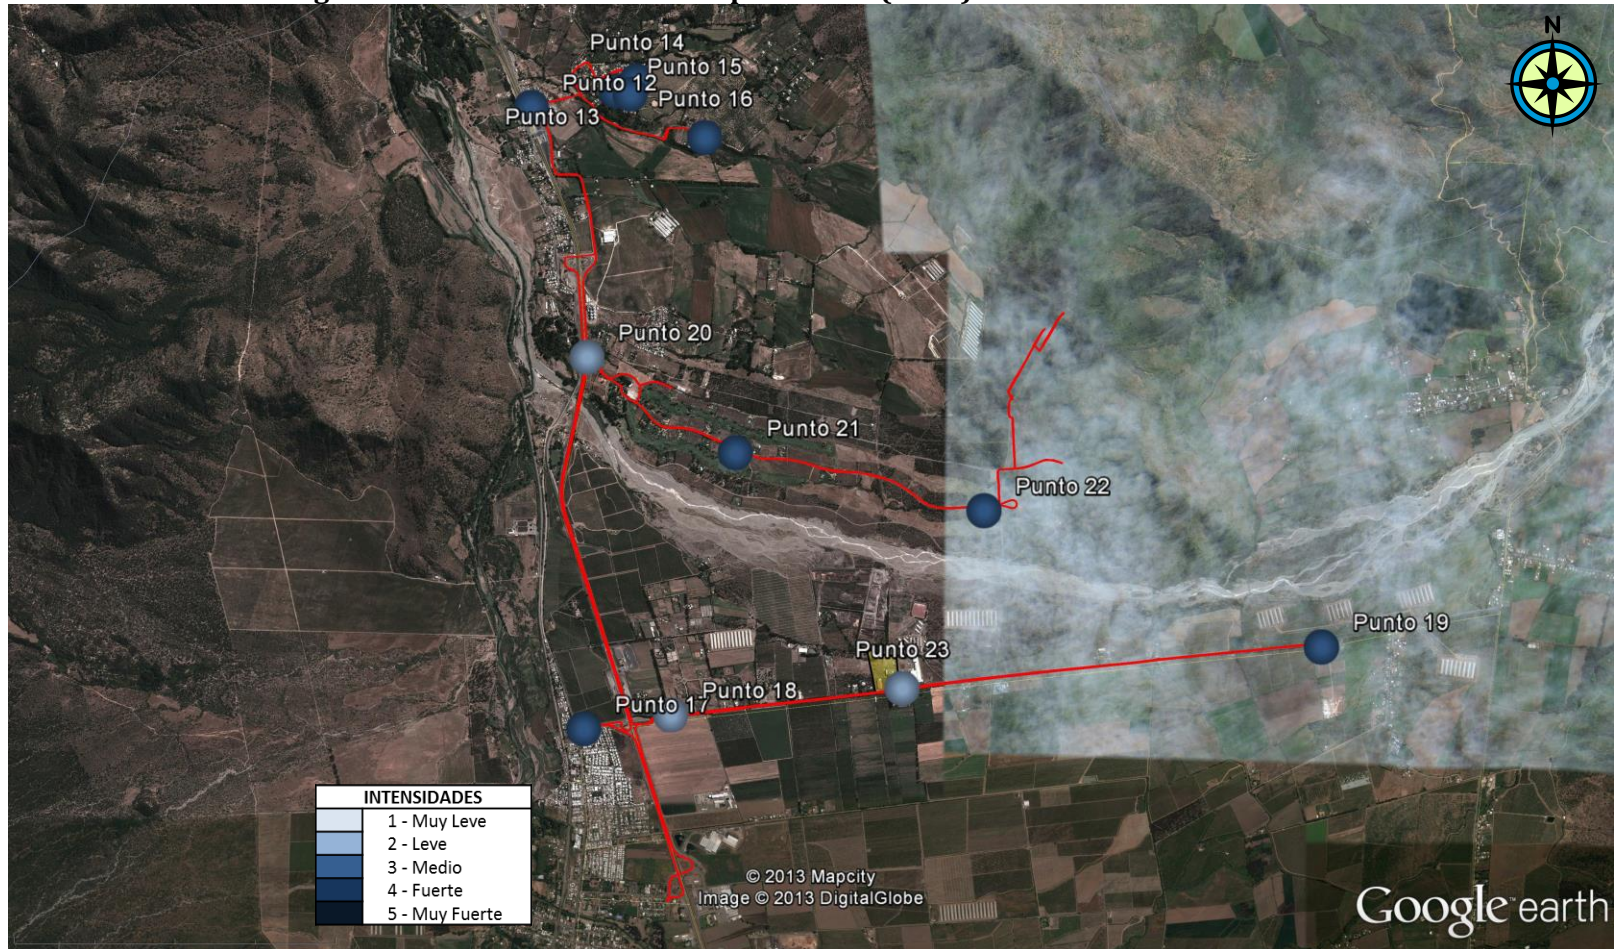 N
Punto 14
Punto 15
Punto 12
Punto 16
Punto 13
Punto 20
Punto 21
Punto 22
Punto 19
Punto 23
Punto 18
Punto 17
INTENSIDADES
1 - Muy Leve
2 - Leve
3 - Medio
4 - Fuerte
5 - Muy Fuerte
© 2013 Mapcity
Image © 2013 DigitalGlobe
Google earth